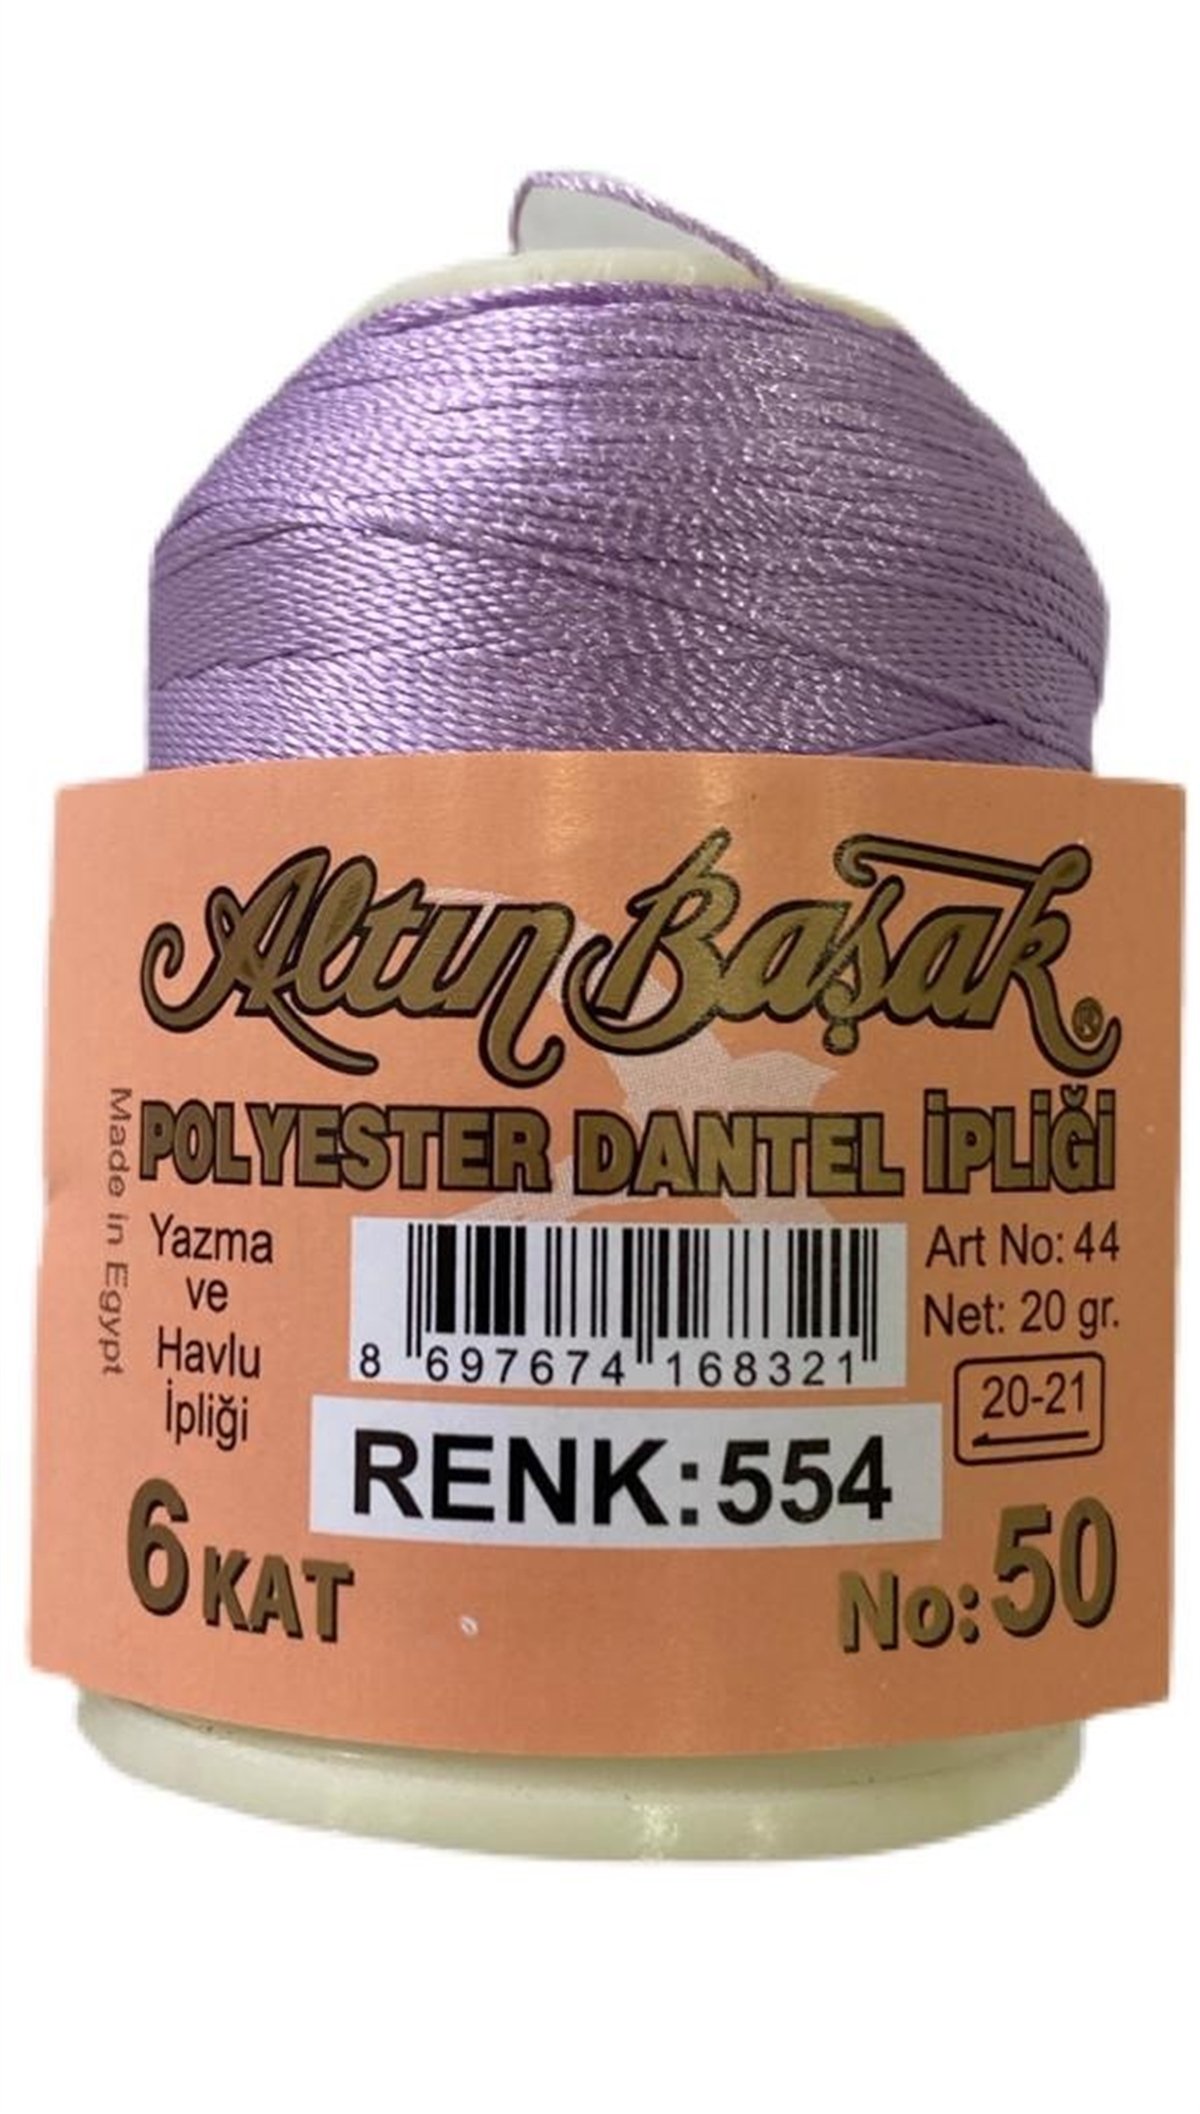 Altın Başak®
POLYESTER DANTEL İPLİĞİ
Made in Egypt
Yazma
ve
Havlu
İpliği
8 697674 168321
Art No: 44
Net: 20 gr.
20-21
RENK:554
6 KAT
No: 50